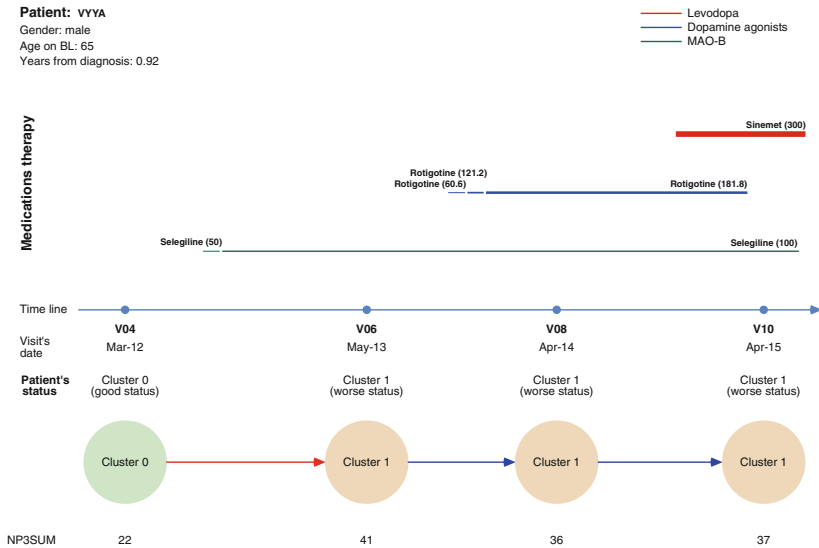 Patient: VYYA
Gender: male
Age on BL: 65
Years from diagnosis: 0.92
Levodopa
Dopamine agonists
MAO-B
Medications therapy
Sinemet (300)
Rotigotine (121.2)
Rotigotine (60.6)
Rotigotine (181.8)
Selegiline (50)
Selegiline (100)
Time line
V04
V06
V08
V10
Visit's
date
Mar-12
May-13
Apr-14
Apr-15
Patient's
status
Cluster 0
(good status)
Cluster 1
(worse status)
Cluster 1
(worse status)
Cluster 1
(worse status)
Cluster 0
Cluster 1
Cluster 1
Cluster 1
NP3SUM
22
41
36
37